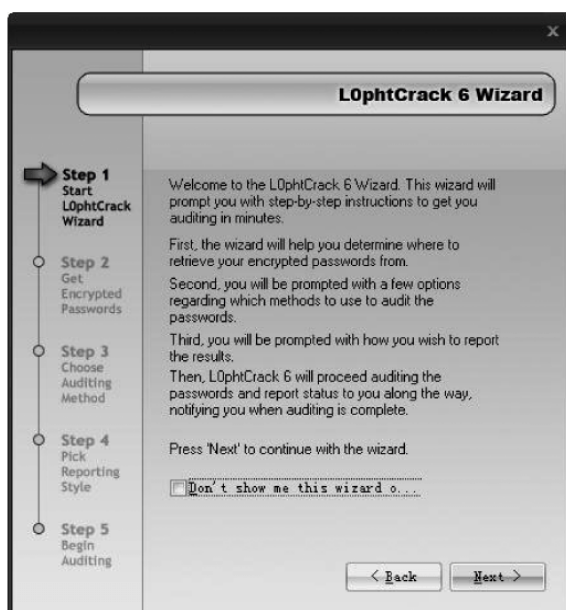 x
L0phtCrack 6 Wizard
Step 1
Start
L0phtCrack
Wizard
Step 2
Get
Encrypted
Passwords
Step 3
Choose
Auditing
Method
Step 4
Pick
Reporting
Style
Step 5
Begin
Auditing
Welcome to the L0phtCrack 6 Wizard. This wizard will
prompt you with step-by-step instructions to get you
auditing in minutes.
First, the wizard will help you determine where to
retrieve your encrypted passwords from.
Second, you will be prompted with a few options
regarding which methods to use to audit the
passwords.
Third, you will be prompted with how you wish to report
the results.
Then, L0phtCrack 6 will proceed auditing the
passwords and report status to you along the way,
notifying you when auditing is complete.
Press 'Next' to continue with the wizard.
Don't show me this wizard o...
< Back
Next >